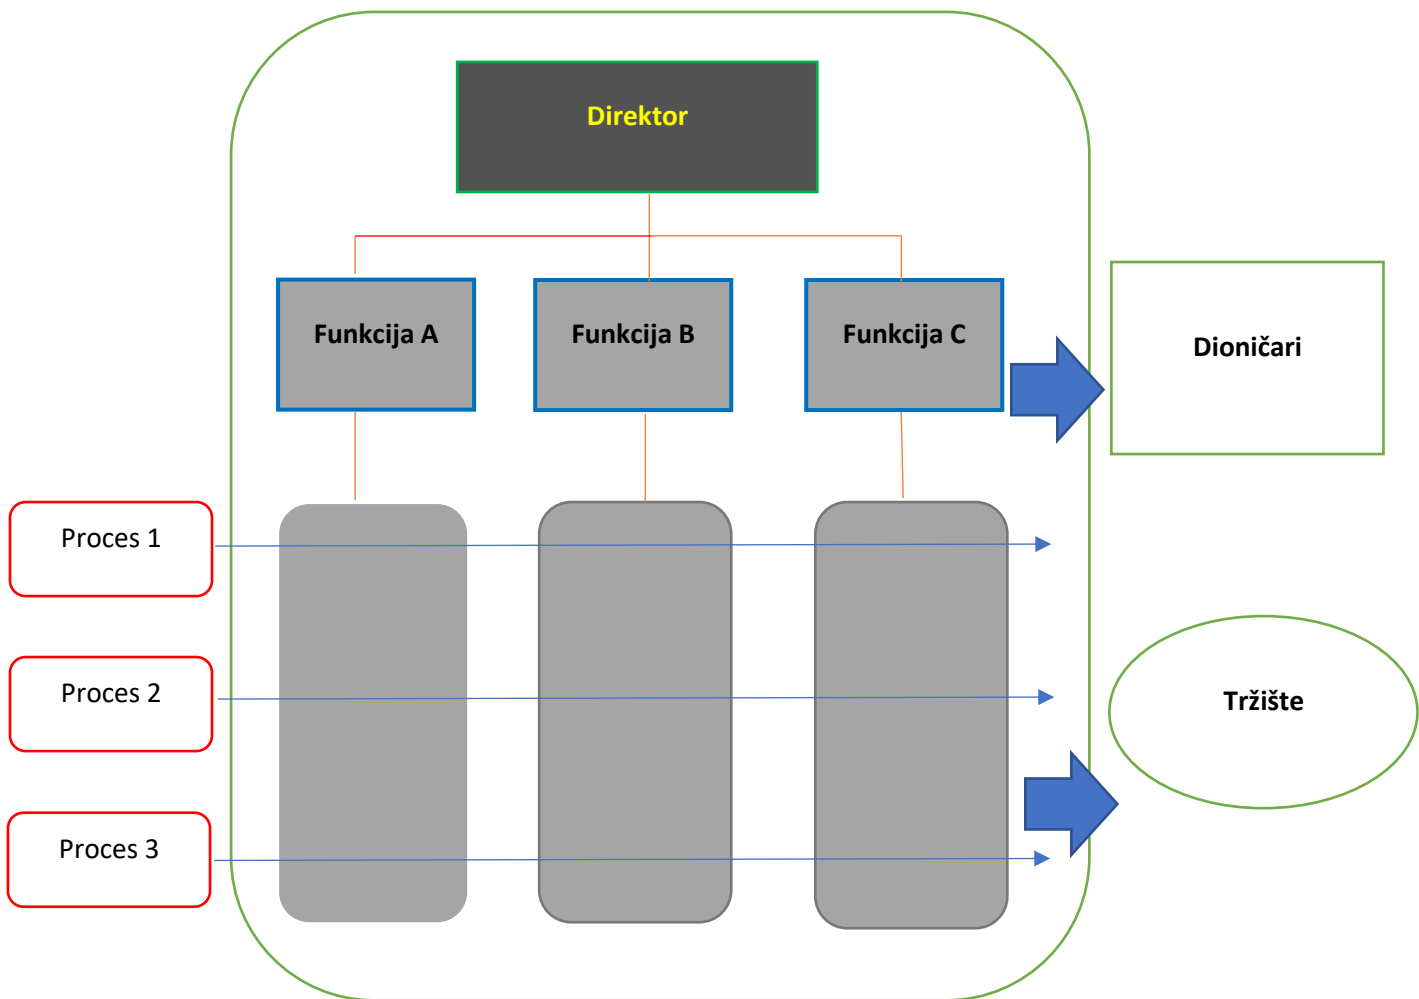 Direktor
Funkcija A
Funkcija B
Funkcija C
Dioničari
Proces 1
Proces 2
Tržište
Proces 3